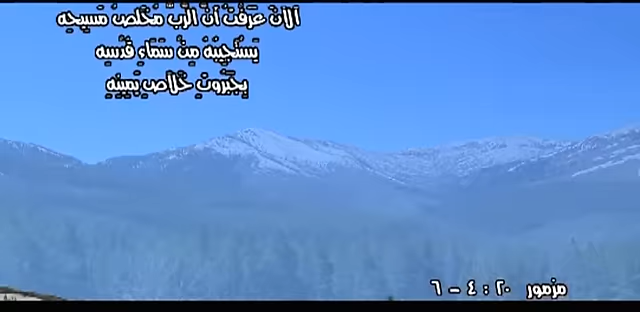 اَلآنَ عَرَفْتُ أَنَّ الرَّبَّ مُخَلِّصُ مَسِيحِهِ
يَسْتَجِيبُهُ مِنْ سَمَاءِ قُدْسِهِ
بِجَبَرُوتِ خَلاَصِ يَمِينِهِ
مزمور ٢٠ : ٤ - ٦